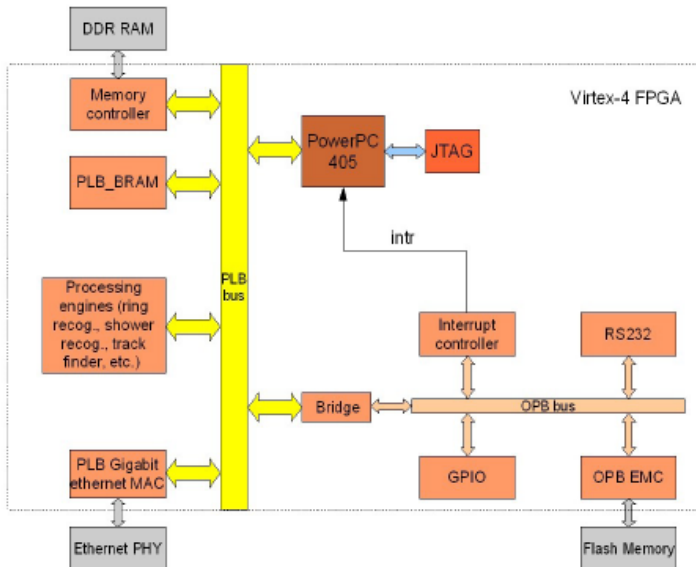 DDR RAM
Memory
controller
Virtex-4 FPGA
PowerPC
405
JTAG
PLB_BRAM
intr
Processing
engines (ring
recog., shower
recog., track
finder, etc.)
PLB
bus
Interrupt
controller
RS232
Bridge
OPB bus
PLB Gigabit
ethernet MAC
GPIO
OPB EMC
Ethernet PHY
Flash Memory